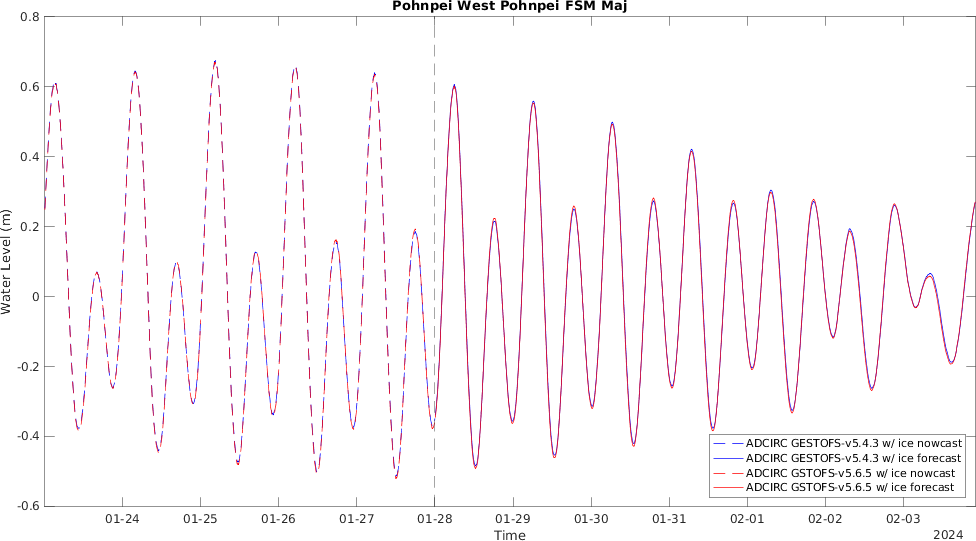 Pohnpei West Pohnpei FSM Maj
Water Level (m)
0.8
0.6
0.4
0.2
0
-0.2
-0.4
-0.6
ADCIRC GESTOFS-v5.4.3 w/ ice nowcast
ADCIRC GESTOFS-v5.4.3 w/ ice forecast
ADCIRC GSTOFS-v5.6.5 w/ ice nowcast
ADCIRC GSTOFS-v5.6.5 w/ ice forecast
01-24 01-25 01-26 01-27 01-28 01-29 01-30 01-31 02-01 02-02 02-03
Time
2024